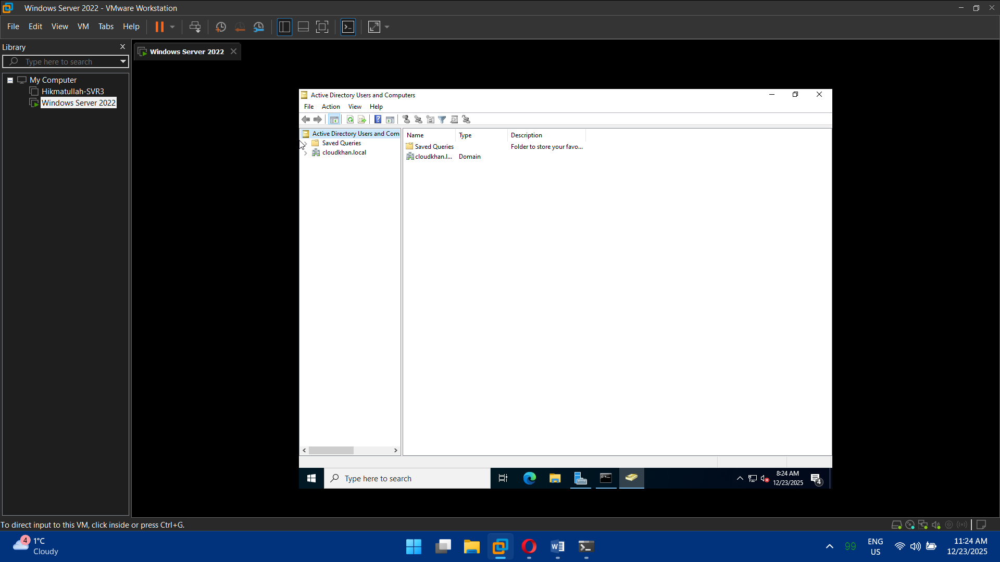 Windows Server 2022 - VMware Workstation
File Edit View VM Tabs Help
Library
Type here to search
My Computer
Hikmatullah-SVR3
Windows Server 2022
Windows Server 2022
Active Directory Users and Computers
File Action View Help
Active Directory Users and Com
Saved Queries
cloudkhan.local
Name Type Description
Saved Queries Folder to store your favo...
cloudkhan.l... Domain
Type here to search
8:24 AM
12/23/2025
4
To direct input to this VM, click inside or press Ctrl+G.
4
1°C
Cloudy
99
ENG
US
11:24 AM
12/23/2025